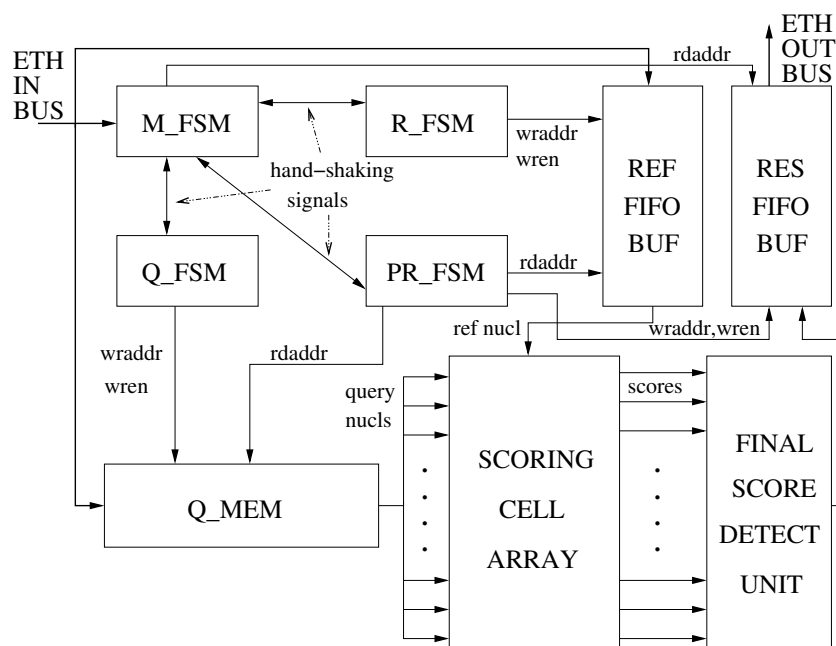 ETH
IN
BUS
ETH
OUT
BUS
rdaddr
M_FSM
R_FSM
wraddr
wren
REF
FIFO
BUF
RES
FIFO
BUF
hand-shaking
signals
Q_FSM
PR_FSM
rdaddr
wraddr
wren
rdaddr
ref nucl
wraddr,wren
query
nucls
scores
SCORING
CELL
ARRAY
FINAL
SCORE
DETECT
UNIT
Q_MEM